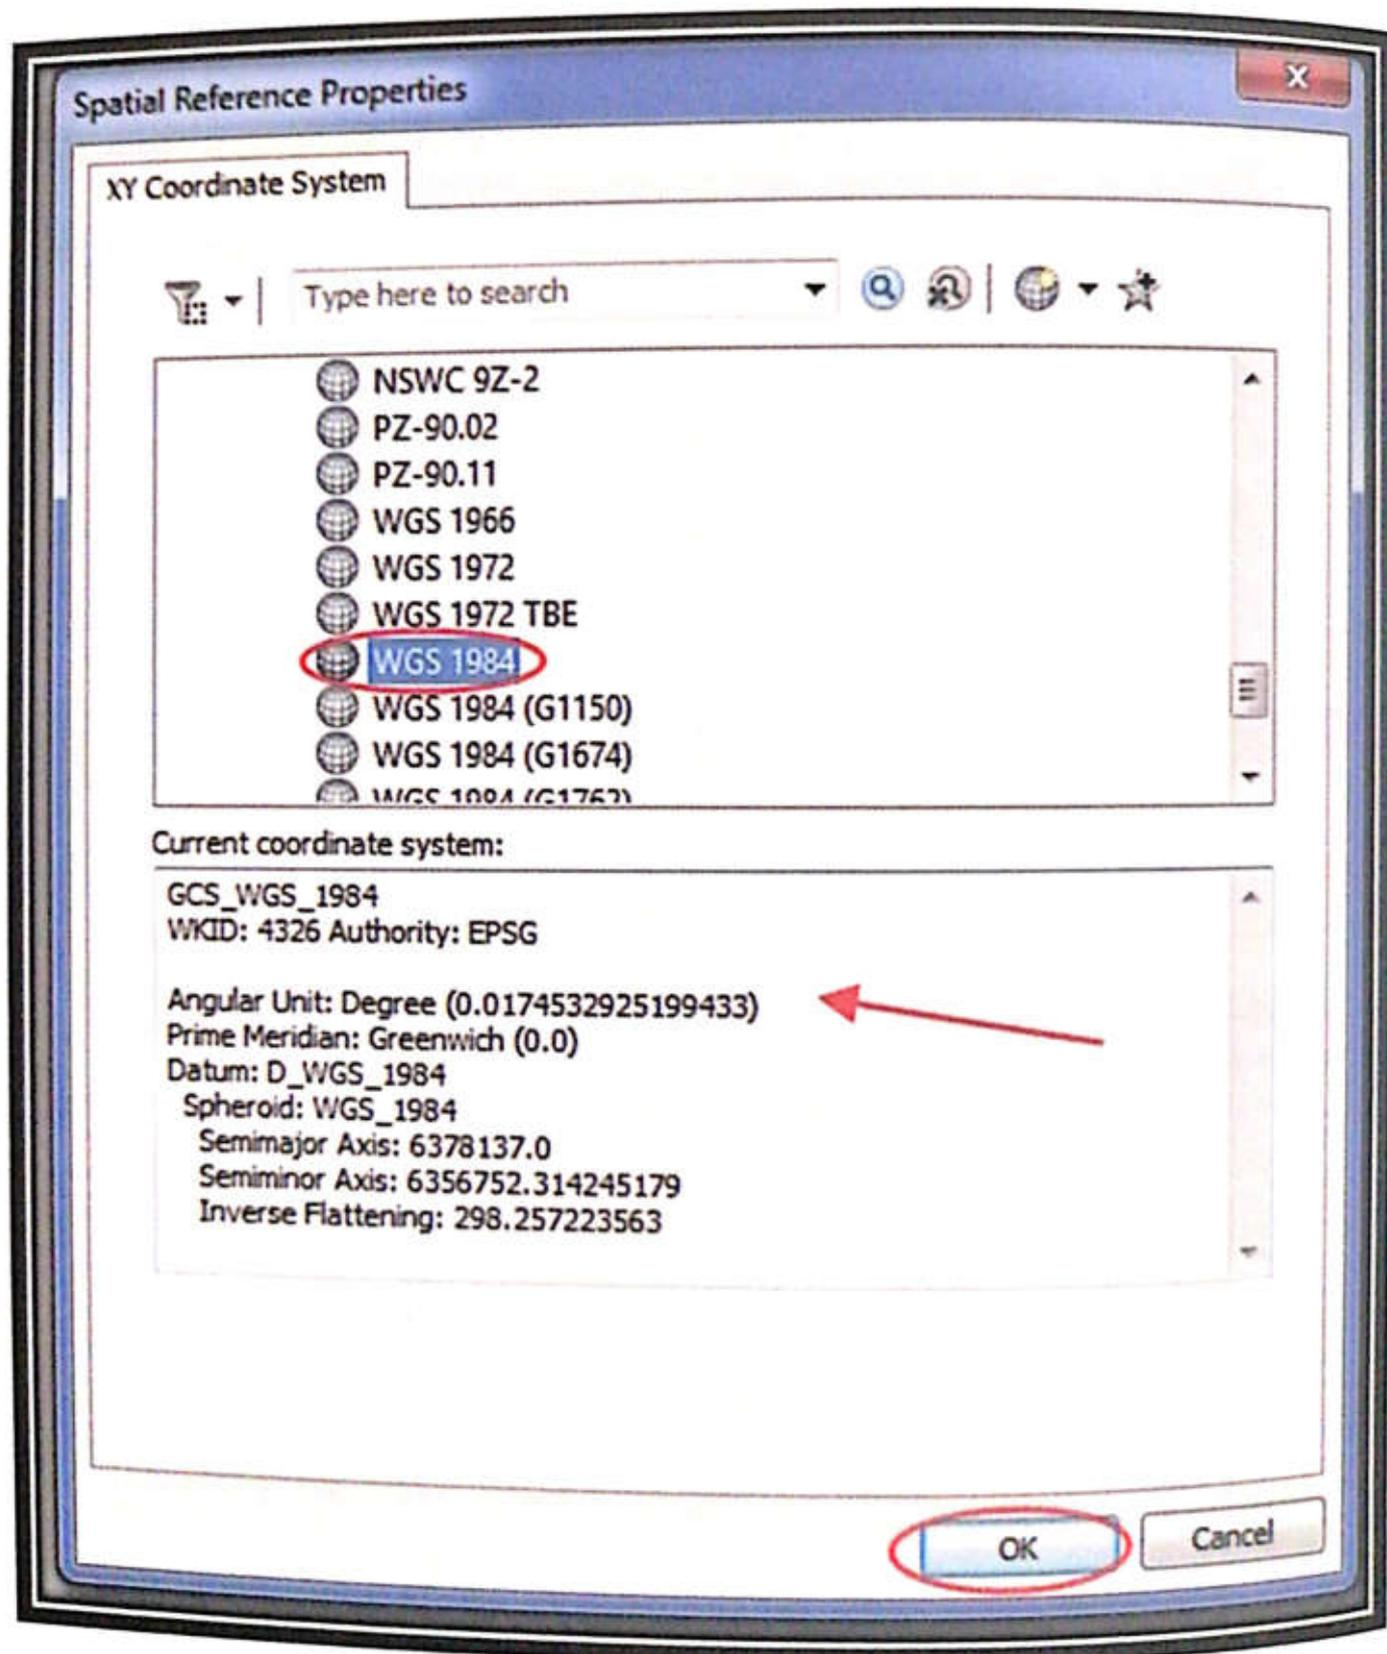 Spatial Reference Properties
XY Coordinate System
Type here to search
NSWC 9Z-2
PZ-90.02
PZ-90.11
WGS 1966
WGS 1972
WGS 1972 TBE
WGS 1984
WGS 1984 (G1150)
WGS 1984 (G1674)
WGS 1984 (G1762)
Current coordinate system:
GCS_WGS_1984
WKID: 4326 Authority: EPSG
Angular Unit: Degree (0.0174532925199433)
Prime Meridian: Greenwich (0.0)
Datum: D_WGS_1984
Spheroid: WGS_1984
Semimajor Axis: 6378137.0
Semiminor Axis: 6356752.314245179
Inverse Flattening: 298.257223563
OK
Cancel